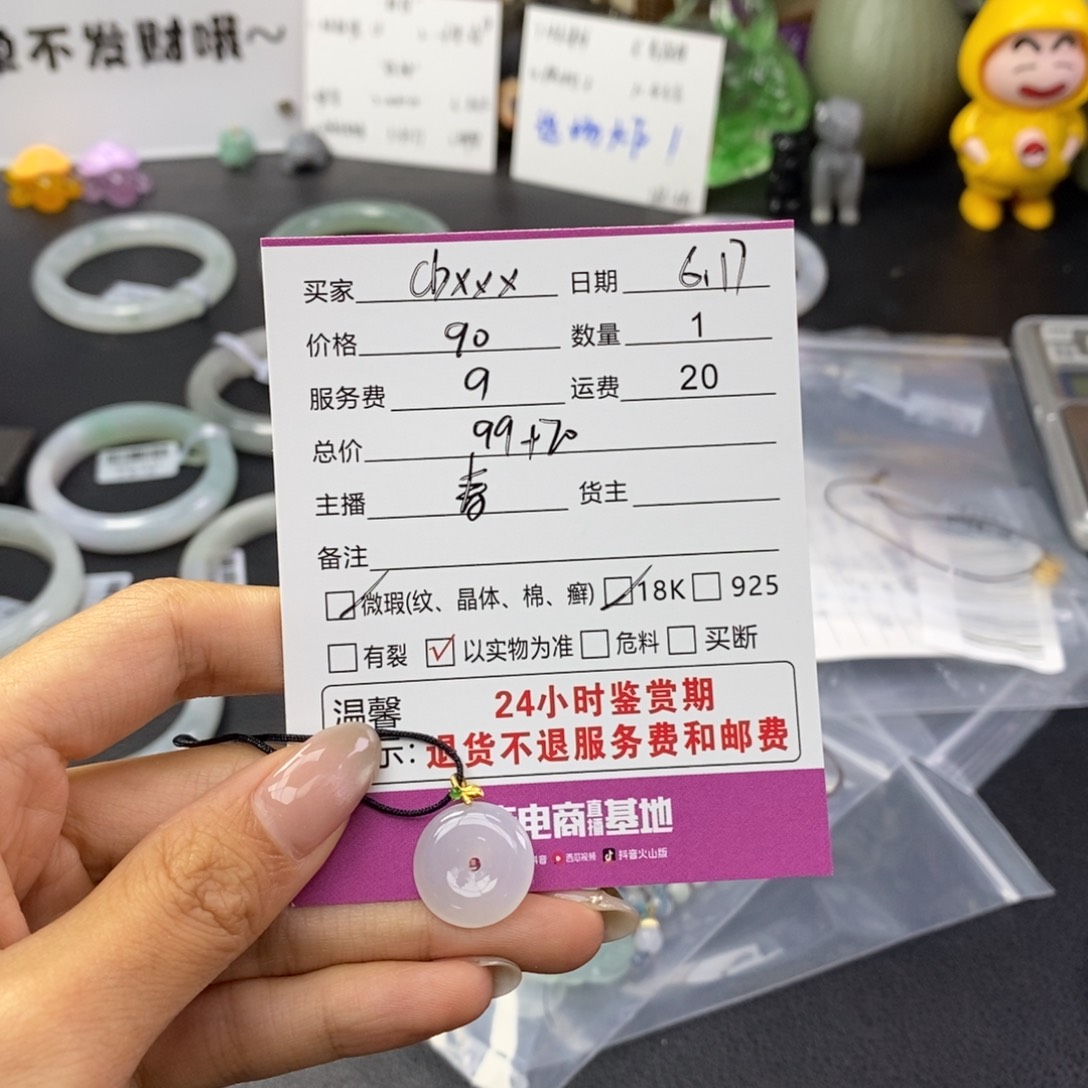 不发财哦～
买家 cbxxx 日期 6.17
价格 90 数量 1
服务费 9 运费 20
总价 99+20
主播 春 货主
备注
微瑕(纹、晶体、棉、癣) 18K 925
有裂 以实物为准 危料 买断
温馨 24小时鉴赏期
示: 退货不退服务费和邮费
电商直播基地
抖音 西瓜视频 抖音火山版